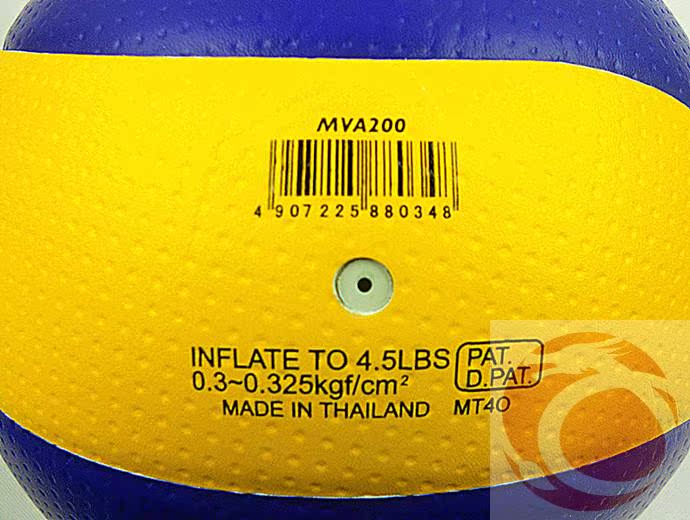 MVA200
4 907225 880348
INFLATE TO 4.5LBS
0.3~0.325kgf/cm²
PAT.
D.PAT.
MADE IN THAILAND MT40